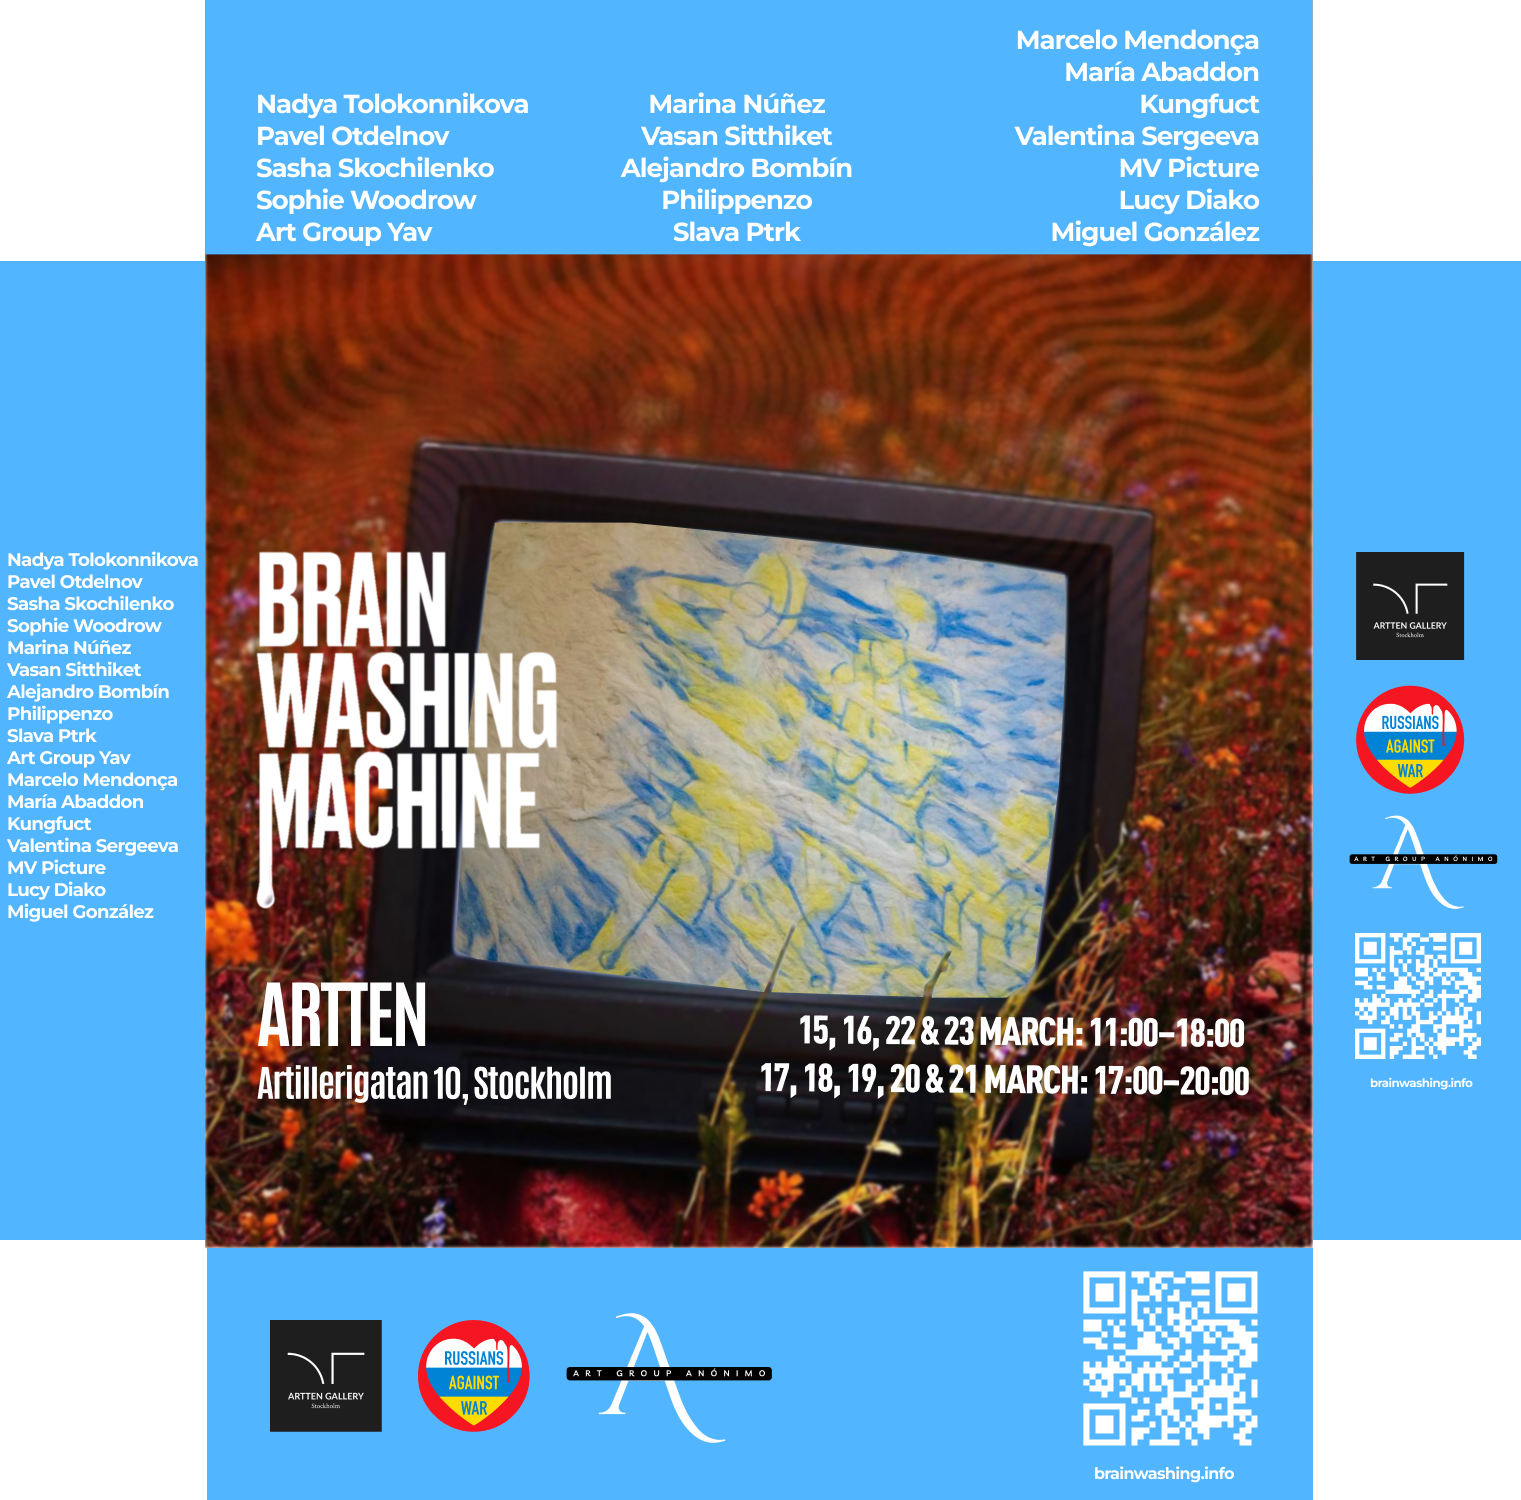 Nadya Tolokonnikova
Pavel Otdelnov
Sasha Skochilenko
Sophie Woodrow
Art Group Yav
Marina Núñez
Vasan Sitthiket
Alejandro Bombín
Philippenzo
Slava Ptrk
Marcelo Mendonça
María Abaddon
Kungfuct
Valentina Sergeeva
MV Picture
Lucy Diako
Miguel González
Nadya Tolokonnikova
Pavel Otdelnov
Sasha Skochilenko
Sophie Woodrow
Marina Núñez
Vasan Sitthiket
Alejandro Bombín
Philippenzo
Slava Ptrk
Art Group Yav
Marcelo Mendonça
María Abaddon
Kungfuct
Valentina Sergeeva
MV Picture
Lucy Diako
Miguel González
BRAIN
WASHING
MACHINE
ARTTEN
Artillerigatan 10, Stockholm
15, 16, 22 & 23 MARCH: 11:00–18:00
17, 18, 19, 20 & 21 MARCH: 17:00–20:00
ARTTEN GALLERY
Stockholm
RUSSIANS
AGAINST
WAR
ART GROUP ANÓNIMO
brainwashing.info
ARTTEN GALLERY
Stockholm
RUSSIANS
AGAINST
WAR
ART GROUP ANÓNIMO
brainwashing.info